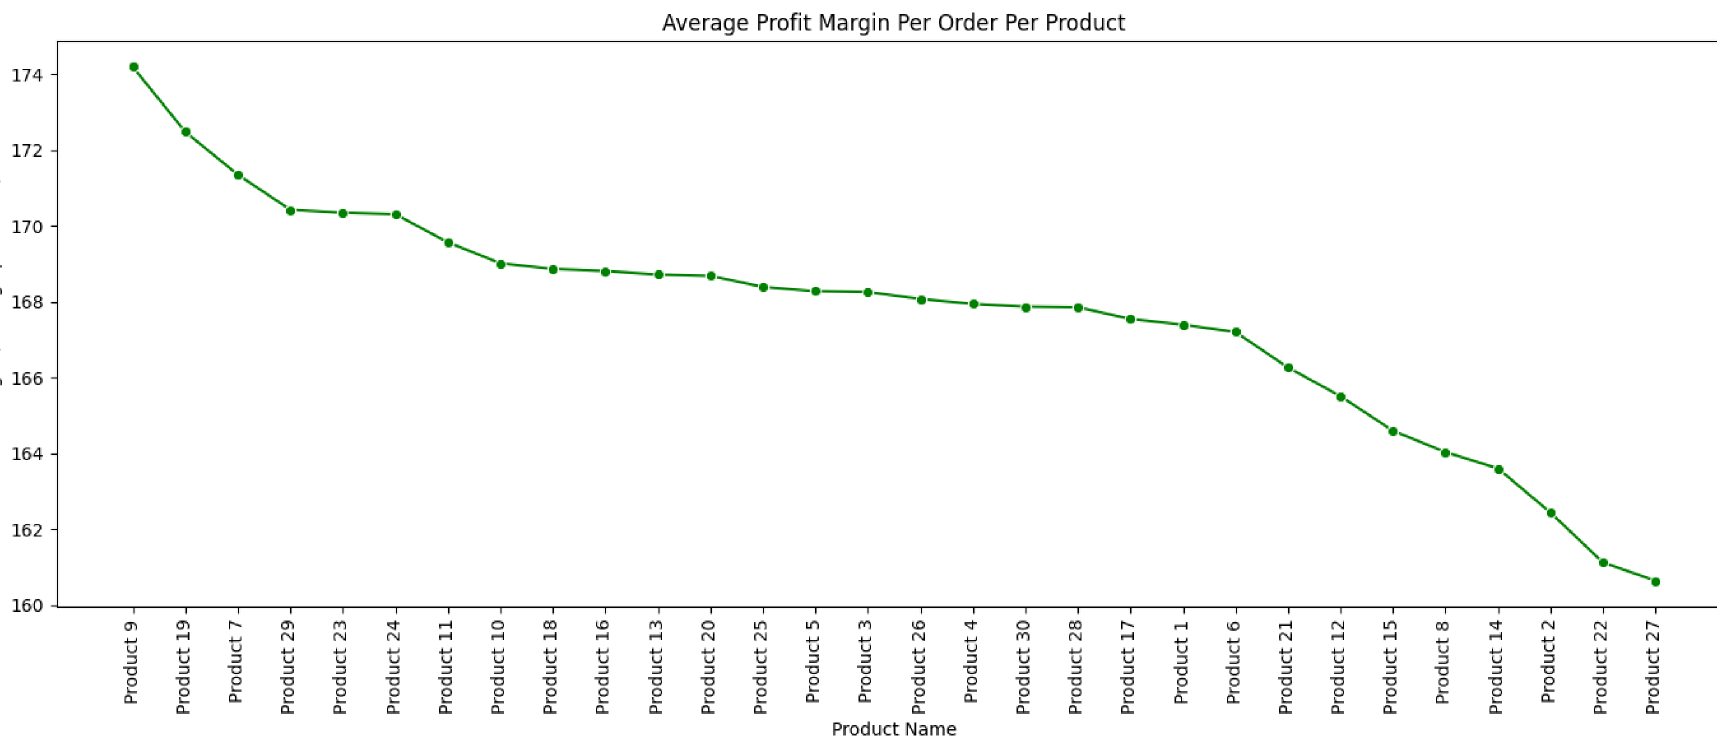 Average Profit Margin Per Order Per Product
174
172
170
168
166
164
162
160
Product 9
Product 19
Product 7
Product 29
Product 23
Product 24
Product 11
Product 10
Product 18
Product 16
Product 13
Product 20
Product 25
Product 5
Product 3
Product 26
Product 4
Product 30
Product 28
Product 17
Product 1
Product 6
Product 21
Product 12
Product 15
Product 8
Product 14
Product 2
Product 22
Product 27
Product Name